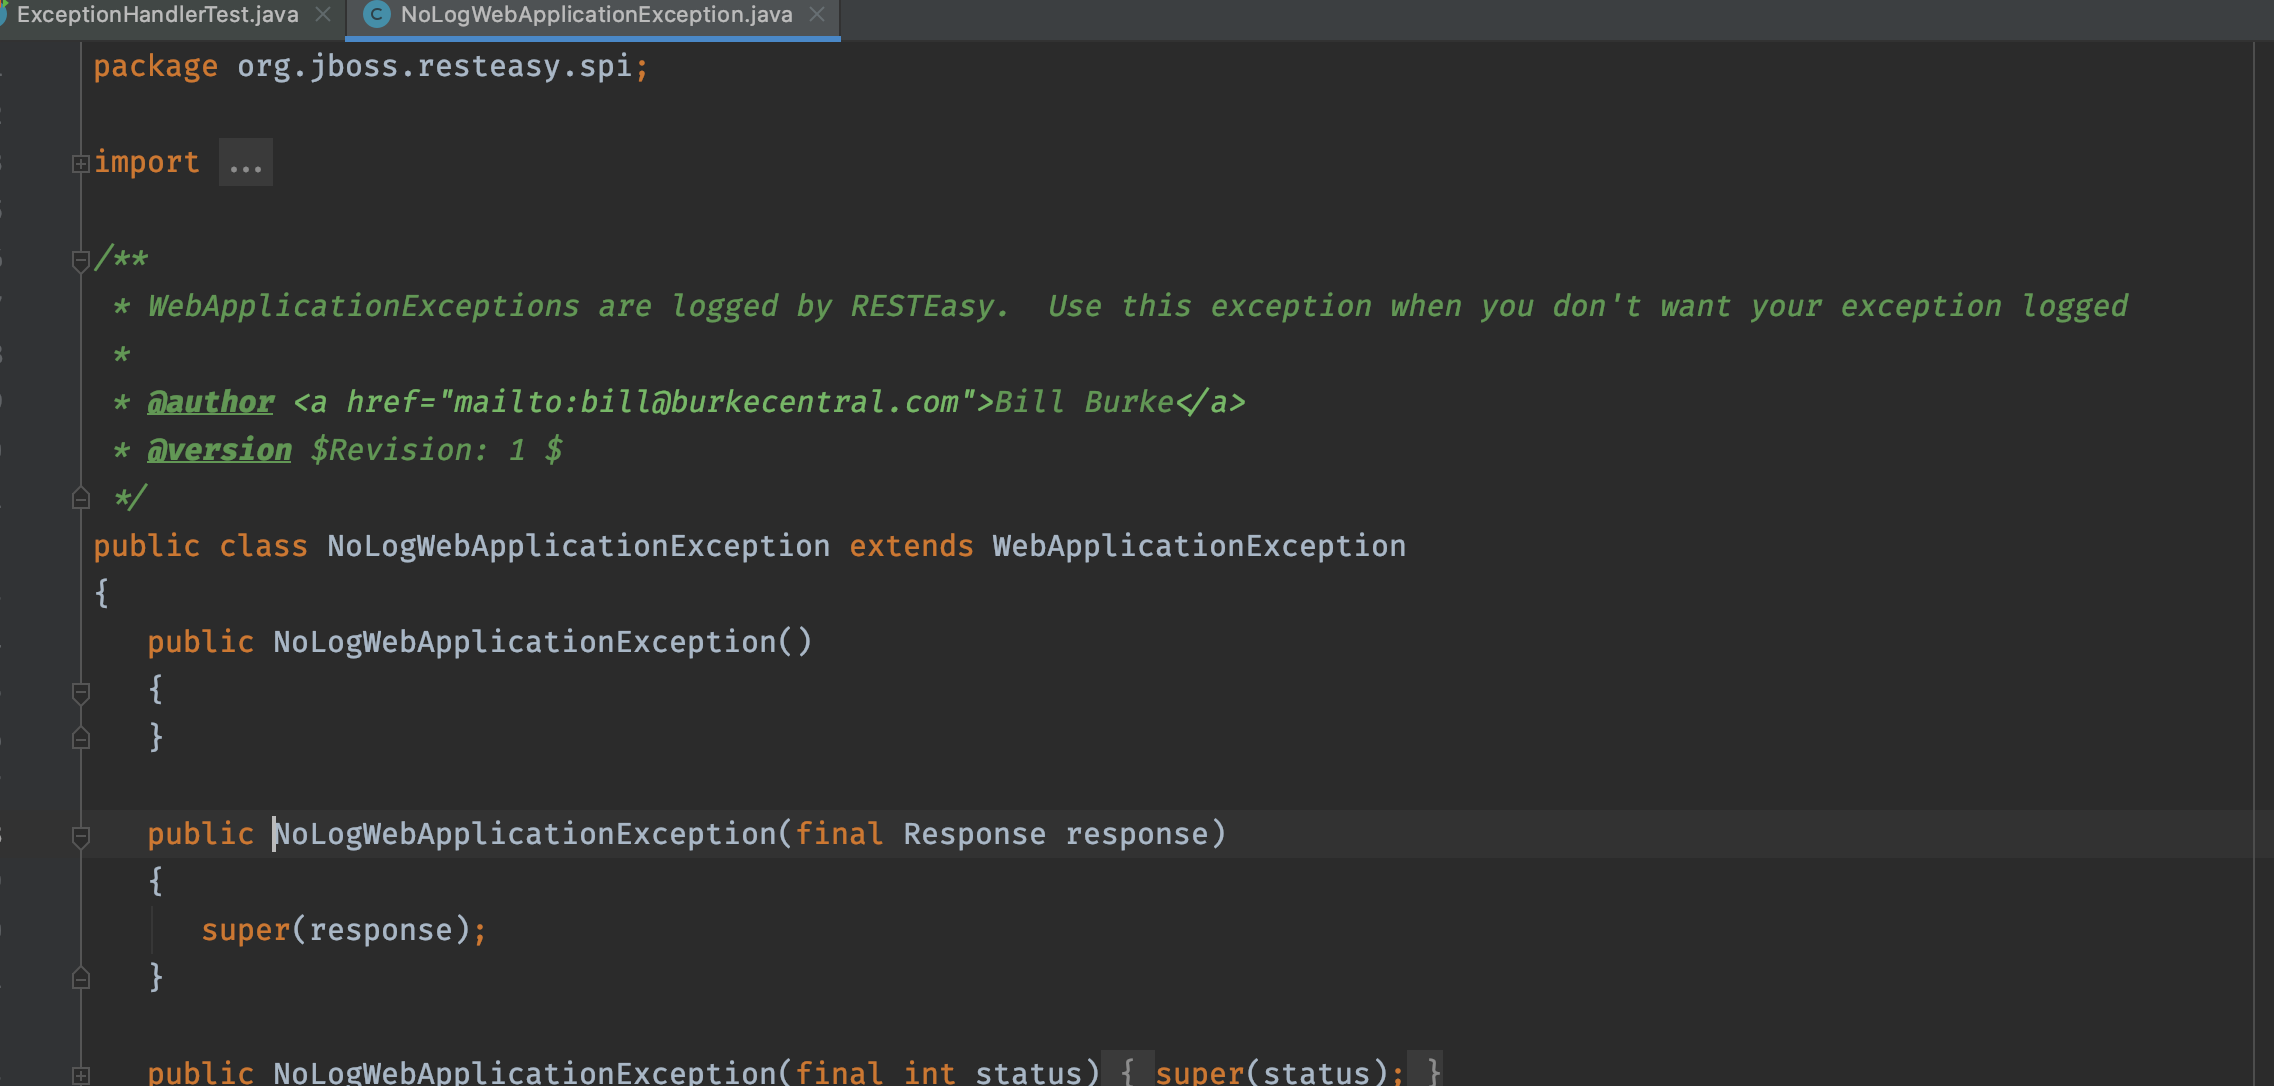 ExceptionHandlerTest.java NoLogWebApplicationException.java
package org.jboss.resteasy.spi;
import ...
/**
* WebApplicationExceptions are logged by RESTEasy.  Use this exception when you don't want your exception logged
*
* @author <a href="mailto:bill@burkecentral.com">Bill Burke</a>
* @version $Revision: 1 $
*/
public class NoLogWebApplicationException extends WebApplicationException
{
public NoLogWebApplicationException()
{
}
public NoLogWebApplicationException(final Response response)
{
super(response);
}
public NoLogWebApplicationException(final int status) { super(status); }